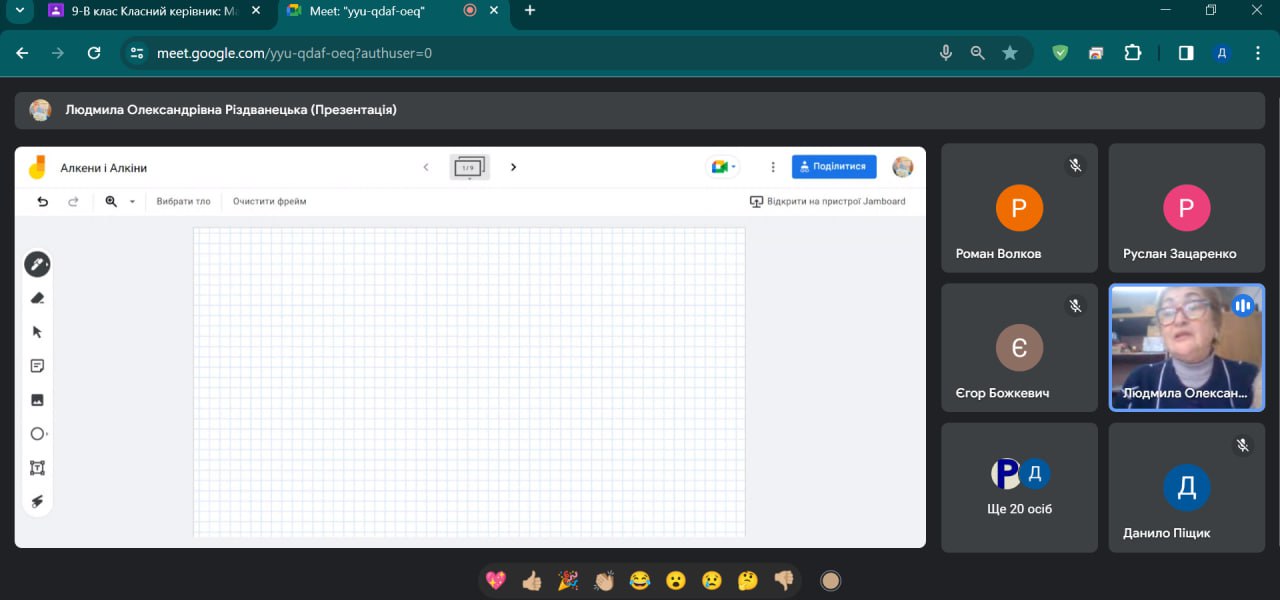 9-В клас Класний керівник: Ма
Meet: "yyu-qdaf-oeq"
meet.google.com/yyu-qdaf-oeq?authuser=0
Д
Людмила Олександрівна Різдванецька (Презентація)
Алкени і Алкіни
1/9
Поділитися
Вибрати тло
Очистити фрейм
Відкрити на пристрої Jamboard
Р
Роман Волков
Р
Руслан Зацаренко
Є
Єгор Божкевич
Людмила Олексан...
Р Д
Ще 20 осіб
Д
Данило Піщик